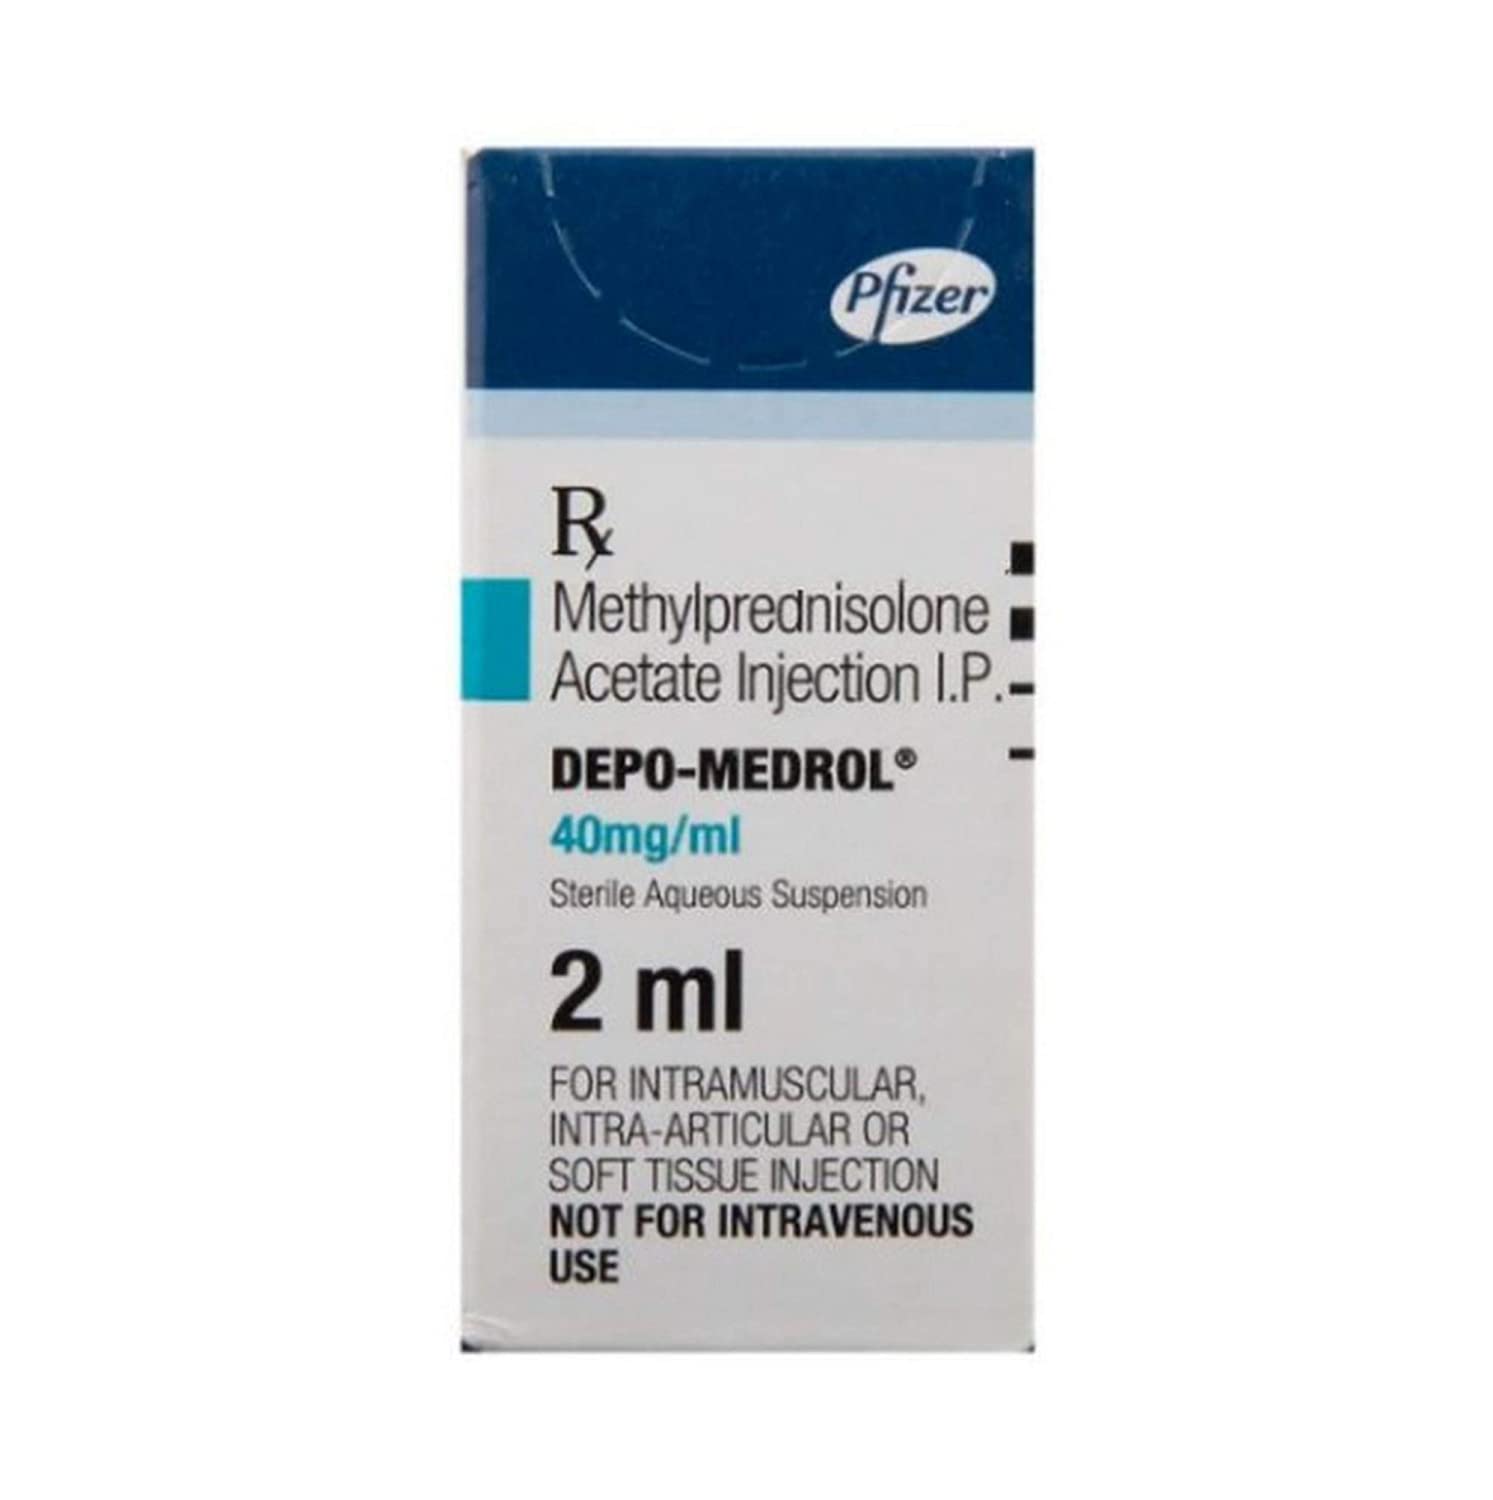 Pfizer
Rx
Methylprednisolone
Acetate Injection I.P.
DEPO-MEDROL®
40mg/ml
Sterile Aqueous Suspension
2 ml
FOR INTRAMUSCULAR,
INTRA-ARTICULAR OR
SOFT TISSUE INJECTION
NOT FOR INTRAVENOUS
USE